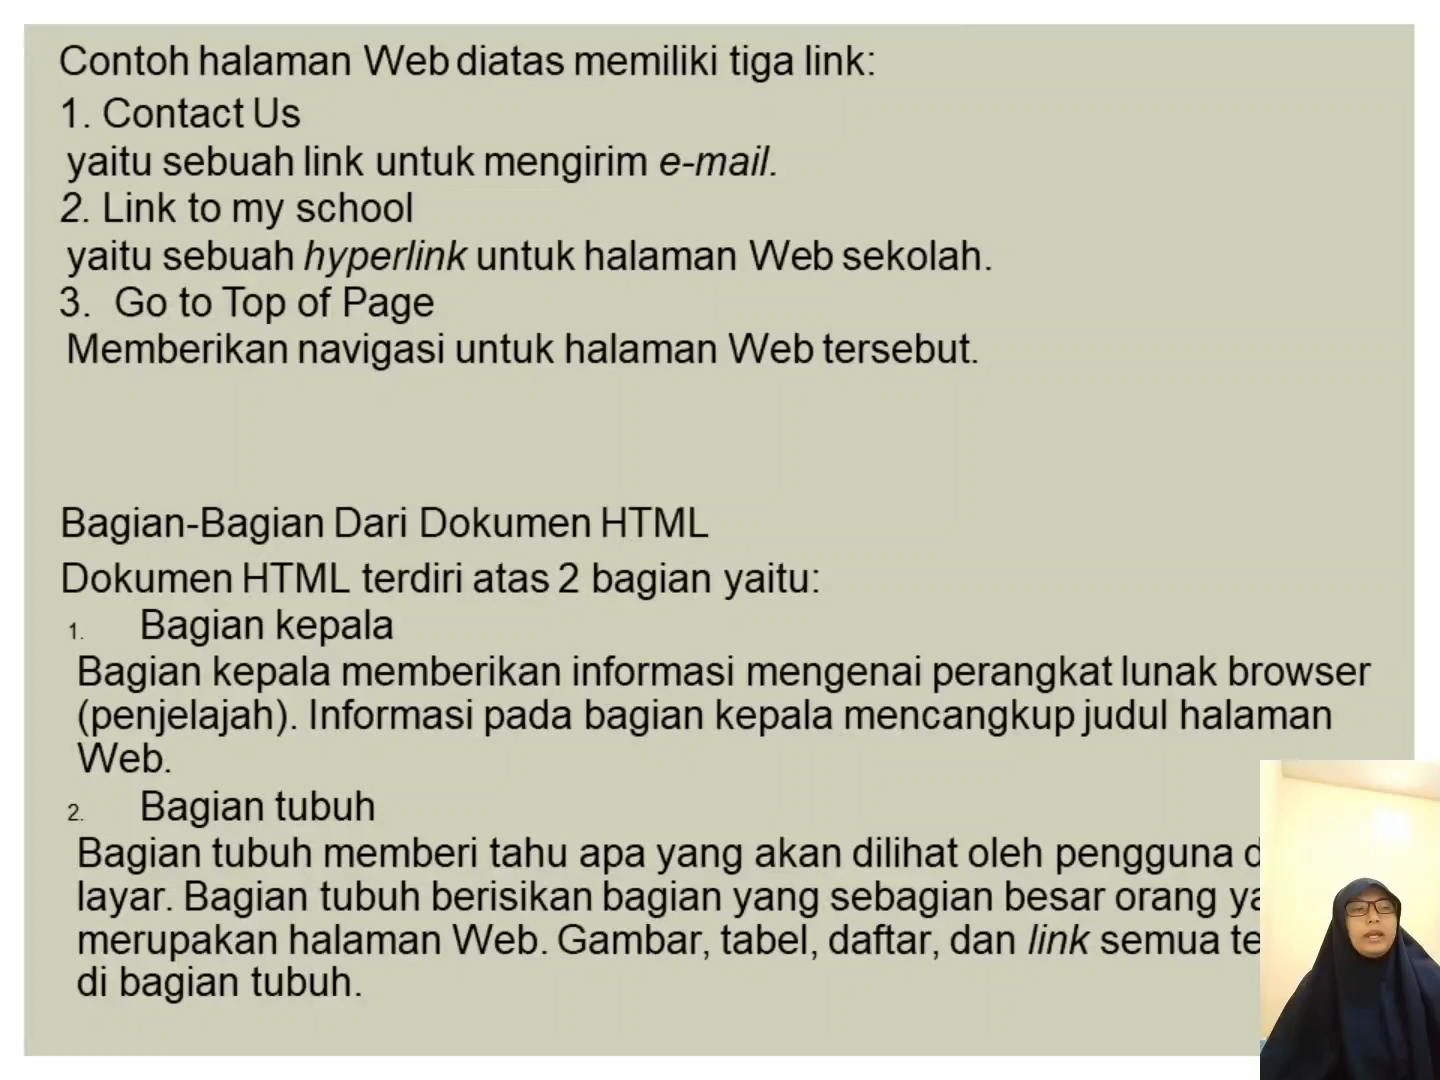 Contoh halaman Web diatas memiliki tiga link:
1. Contact Us
yaitu sebuah link untuk mengirim e-mail.
2. Link to my school
yaitu sebuah hyperlink untuk halaman Web sekolah.
3. Go to Top of Page
Memberikan navigasi untuk halaman Web tersebut.
Bagian-Bagian Dari Dokumen HTML
Dokumen HTML terdiri atas 2 bagian yaitu:
1. Bagian kepala
Bagian kepala memberikan informasi mengenai perangkat lunak browser
(penjelajah). Informasi pada bagian kepala mencangkup judul halaman
Web.
2. Bagian tubuh
Bagian tubuh memberi tahu apa yang akan dilihat oleh pengguna
layar. Bagian tubuh berisikan bagian yang sebagian besar orang
merupakan halaman Web. Gambar, tabel, daftar, dan link semua
di bagian tubuh.